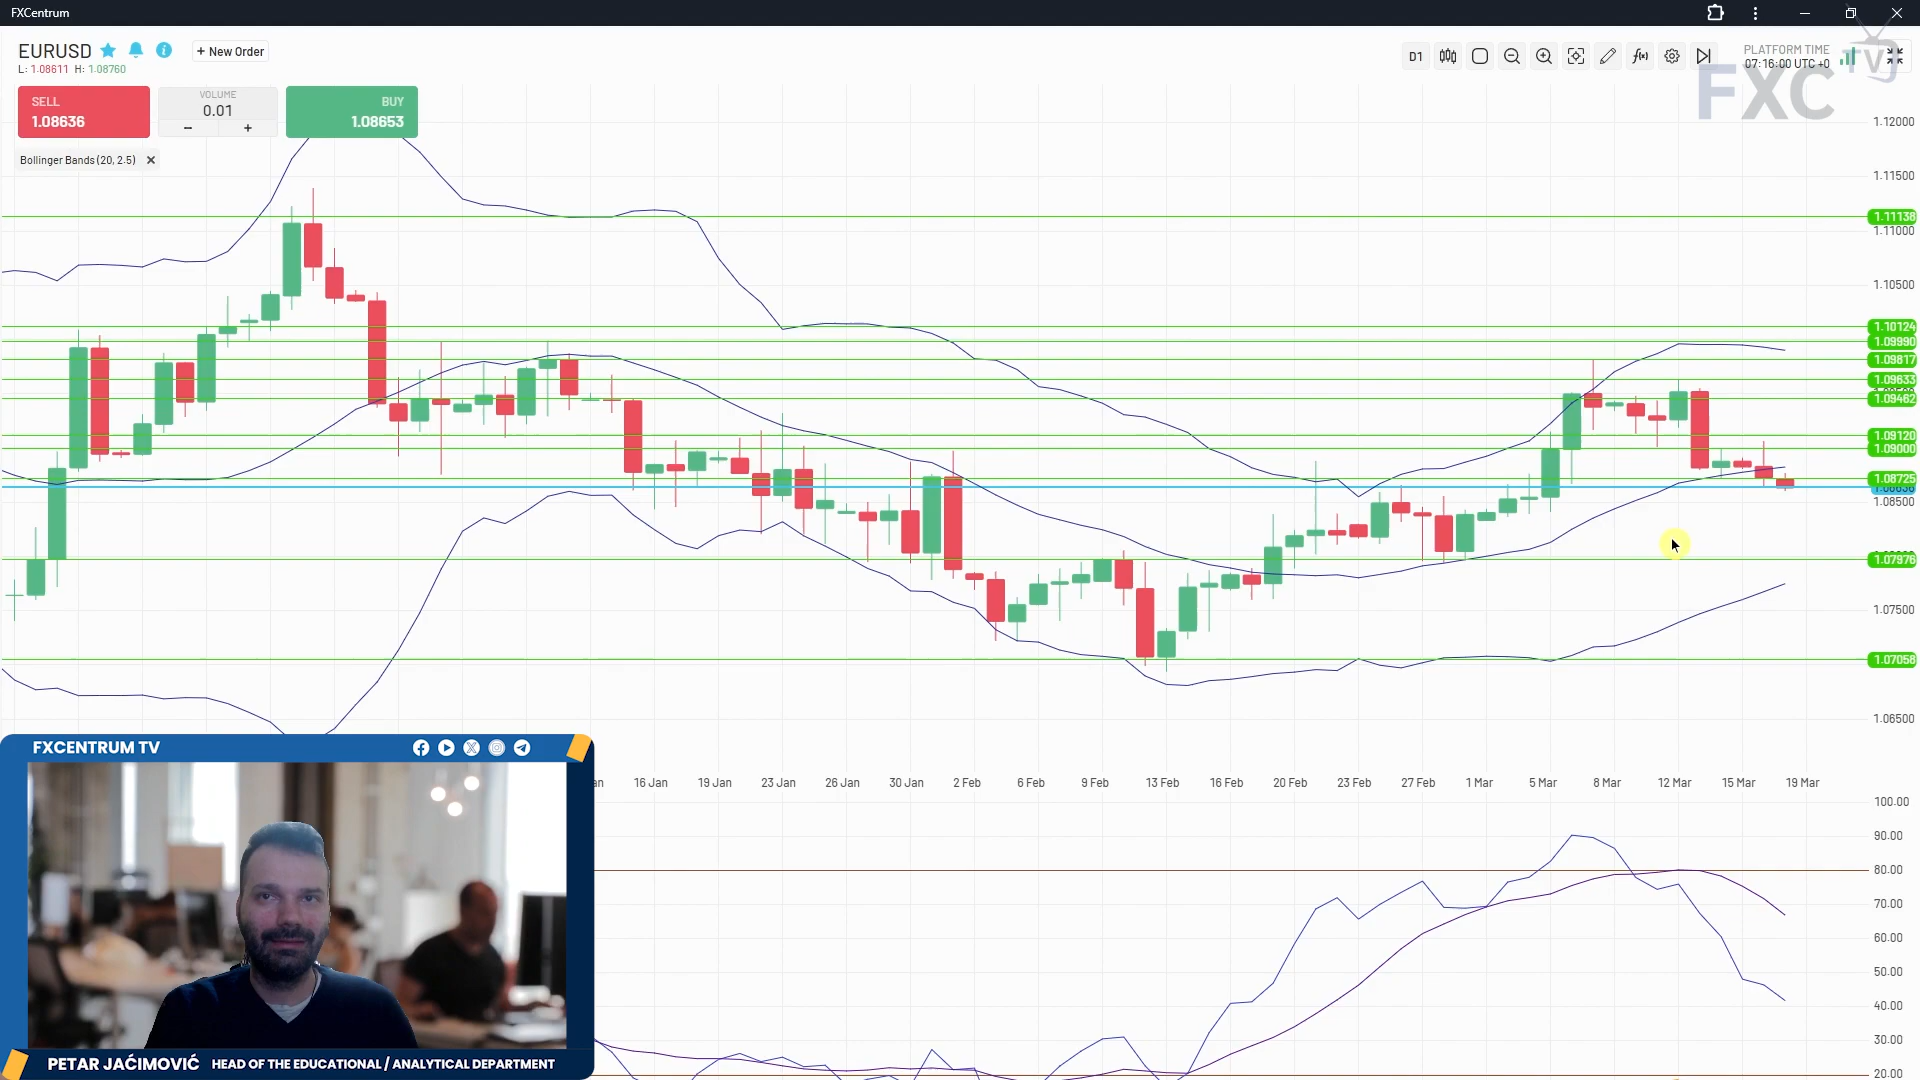 FXCentrum
EURUSD
+ New Order
L: 1.08611 H: 1.08760
D1
PLATFORM TIME
07:16:00 UTC +0
TV
FXC
SELL
1.08636
VOLUME
0.01
− +
BUY
1.08653
Bollinger Bands (20, 2.5) ✕
1.12000
1.11500
1.11138
1.11000
1.10500
1.10124
1.09990
1.09817
1.09633
1.09462
1.09120
1.09000
1.08725
1.08636
1.08500
1.07976
1.07500
1.07058
1.06500
16 Jan 19 Jan 23 Jan 26 Jan 30 Jan 2 Feb 6 Feb 9 Feb 13 Feb 16 Feb 20 Feb 23 Feb 27 Feb 1 Mar 5 Mar 8 Mar 12 Mar 15 Mar 19 Mar
100.00
90.00
80.00
70.00
60.00
50.00
40.00
30.00
20.00
FXCENTRUM TV
PETAR JAĆIMOVIĆ HEAD OF THE EDUCATIONAL / ANALYTICAL DEPARTMENT